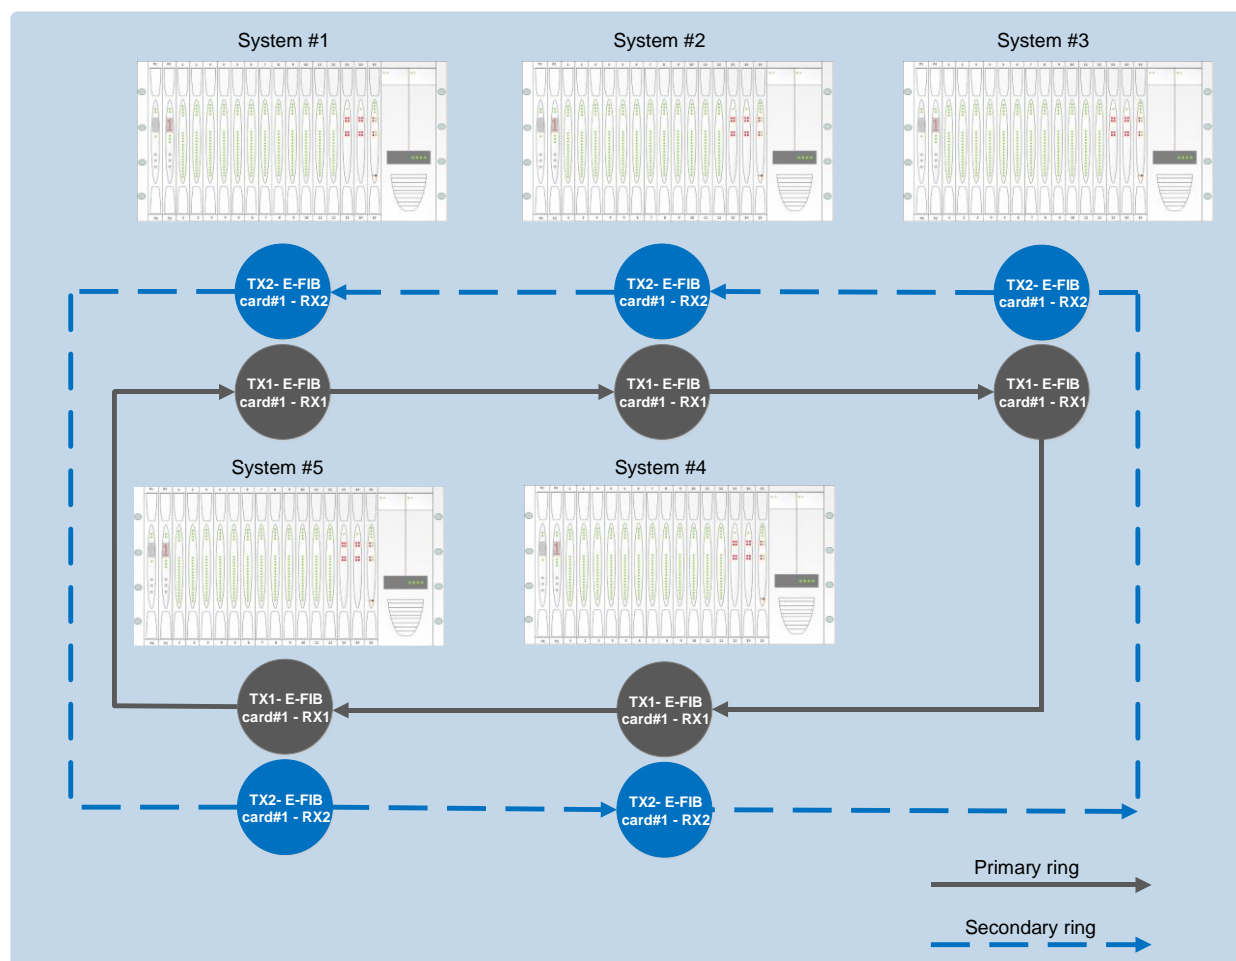 System #1
System #2
System #3
TX2- E-FIB
card#1 - RX2
TX2- E-FIB
card#1 - RX2
TX2- E-FIB
card#1 - RX2
TX1- E-FIB
card#1 - RX1
TX1- E-FIB
card#1 - RX1
TX1- E-FIB
card#1 - RX1
System #5
System #4
TX1- E-FIB
card#1 - RX1
TX1- E-FIB
card#1 - RX1
TX2- E-FIB
card#1 - RX2
TX2- E-FIB
card#1 - RX2
Primary ring
Secondary ring